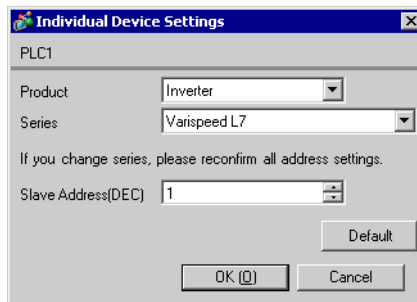 Individual Device Settings
PLC1
Product Inverter
Series Varispeed L7
If you change series, please reconfirm all address settings.
Slave Address(DEC) 1
Default
OK (O) Cancel